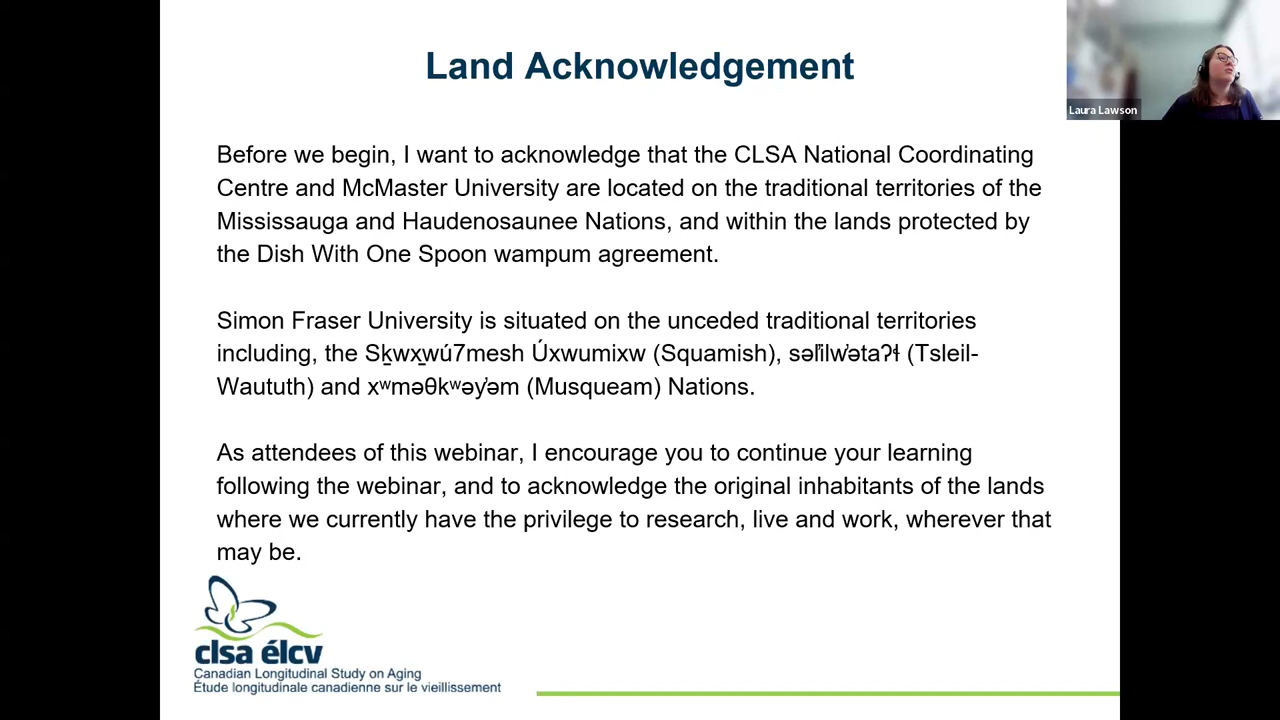 Land Acknowledgement
Laura Lawson
Before we begin, I want to acknowledge that the CLSA National Coordinating
Centre and McMaster University are located on the traditional territories of the
Mississauga and Haudenosaunee Nations, and within the lands protected by
the Dish With One Spoon wampum agreement.
Simon Fraser University is situated on the unceded traditional territories
including, the Sḵwx̱wú7mesh Úxwumixw (Squamish), səl̓ilw̓ətaʔɬ (Tsleil-
Waututh) and xʷməθkʷəy̓əm (Musqueam) Nations.
As attendees of this webinar, I encourage you to continue your learning
following the webinar, and to acknowledge the original inhabitants of the lands
where we currently have the privilege to research, live and work, wherever that
may be.
clsa élcv
Canadian Longitudinal Study on Aging
Étude longitudinale canadienne sur le vieillissement